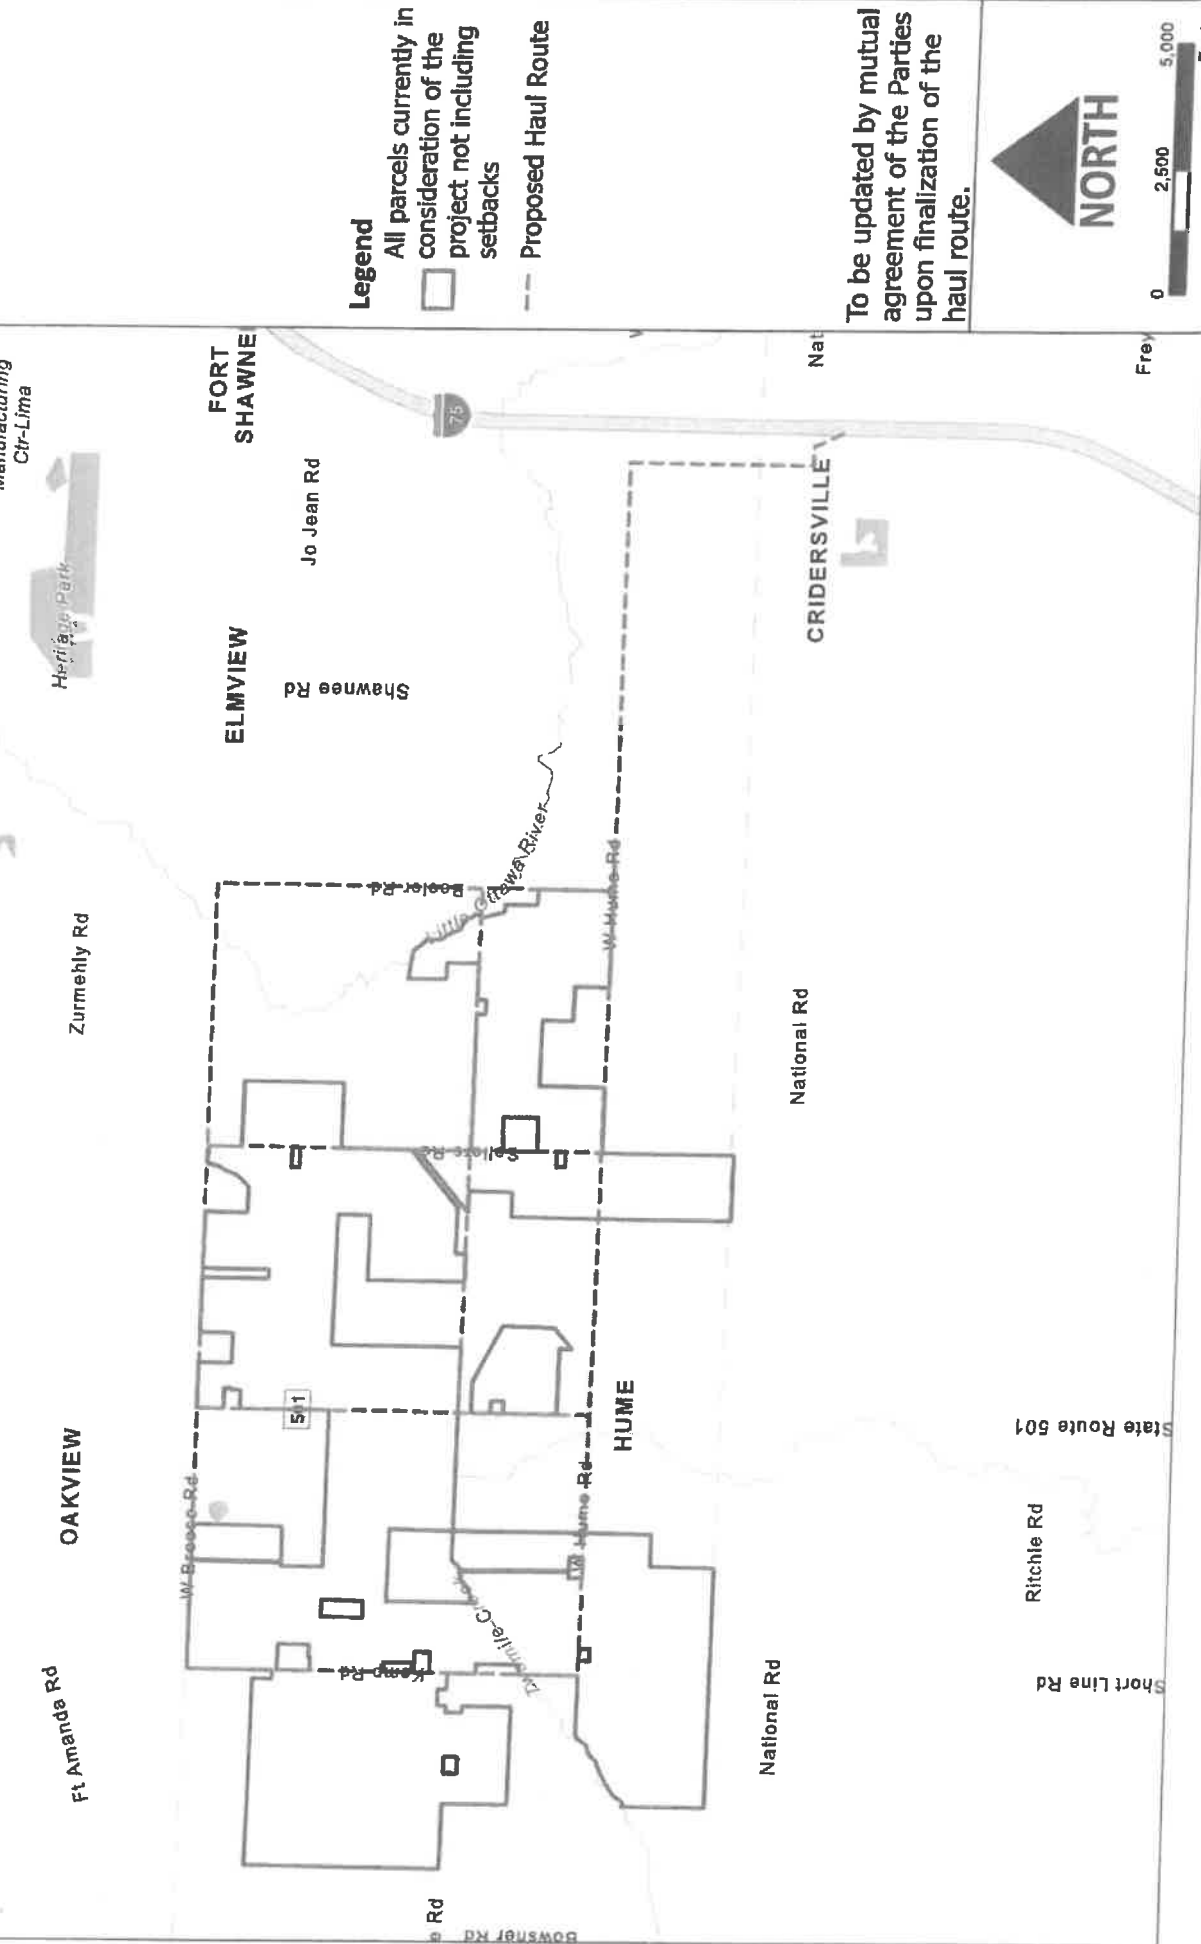 Legend
All parcels currently in
consideration of the
project not including
setbacks
Proposed Haul Route
To be updated by mutual
agreement of the Parties
upon finalization of the
haul route.
NORTH
0 2,500 5,000
Ctr-Lima
Heritage Park
FORT
SHAWNE
75
Jo Jean Rd
ELMVIEW
Shawnee Rd
Zurmehly Rd
Beeler Rd
Little Ottawa River
W Hume Rd
CRIDERSVILLE
Nat
Frey
National Rd
OAKVIEW
501
W Breese Rd
HUME
W Hume Rd
State Route 501
Ft Amanda Rd
Kemp Rd
Twomile Creek
National Rd
Ritchie Rd
Short Line Rd
e Rd
Bowsher Rd